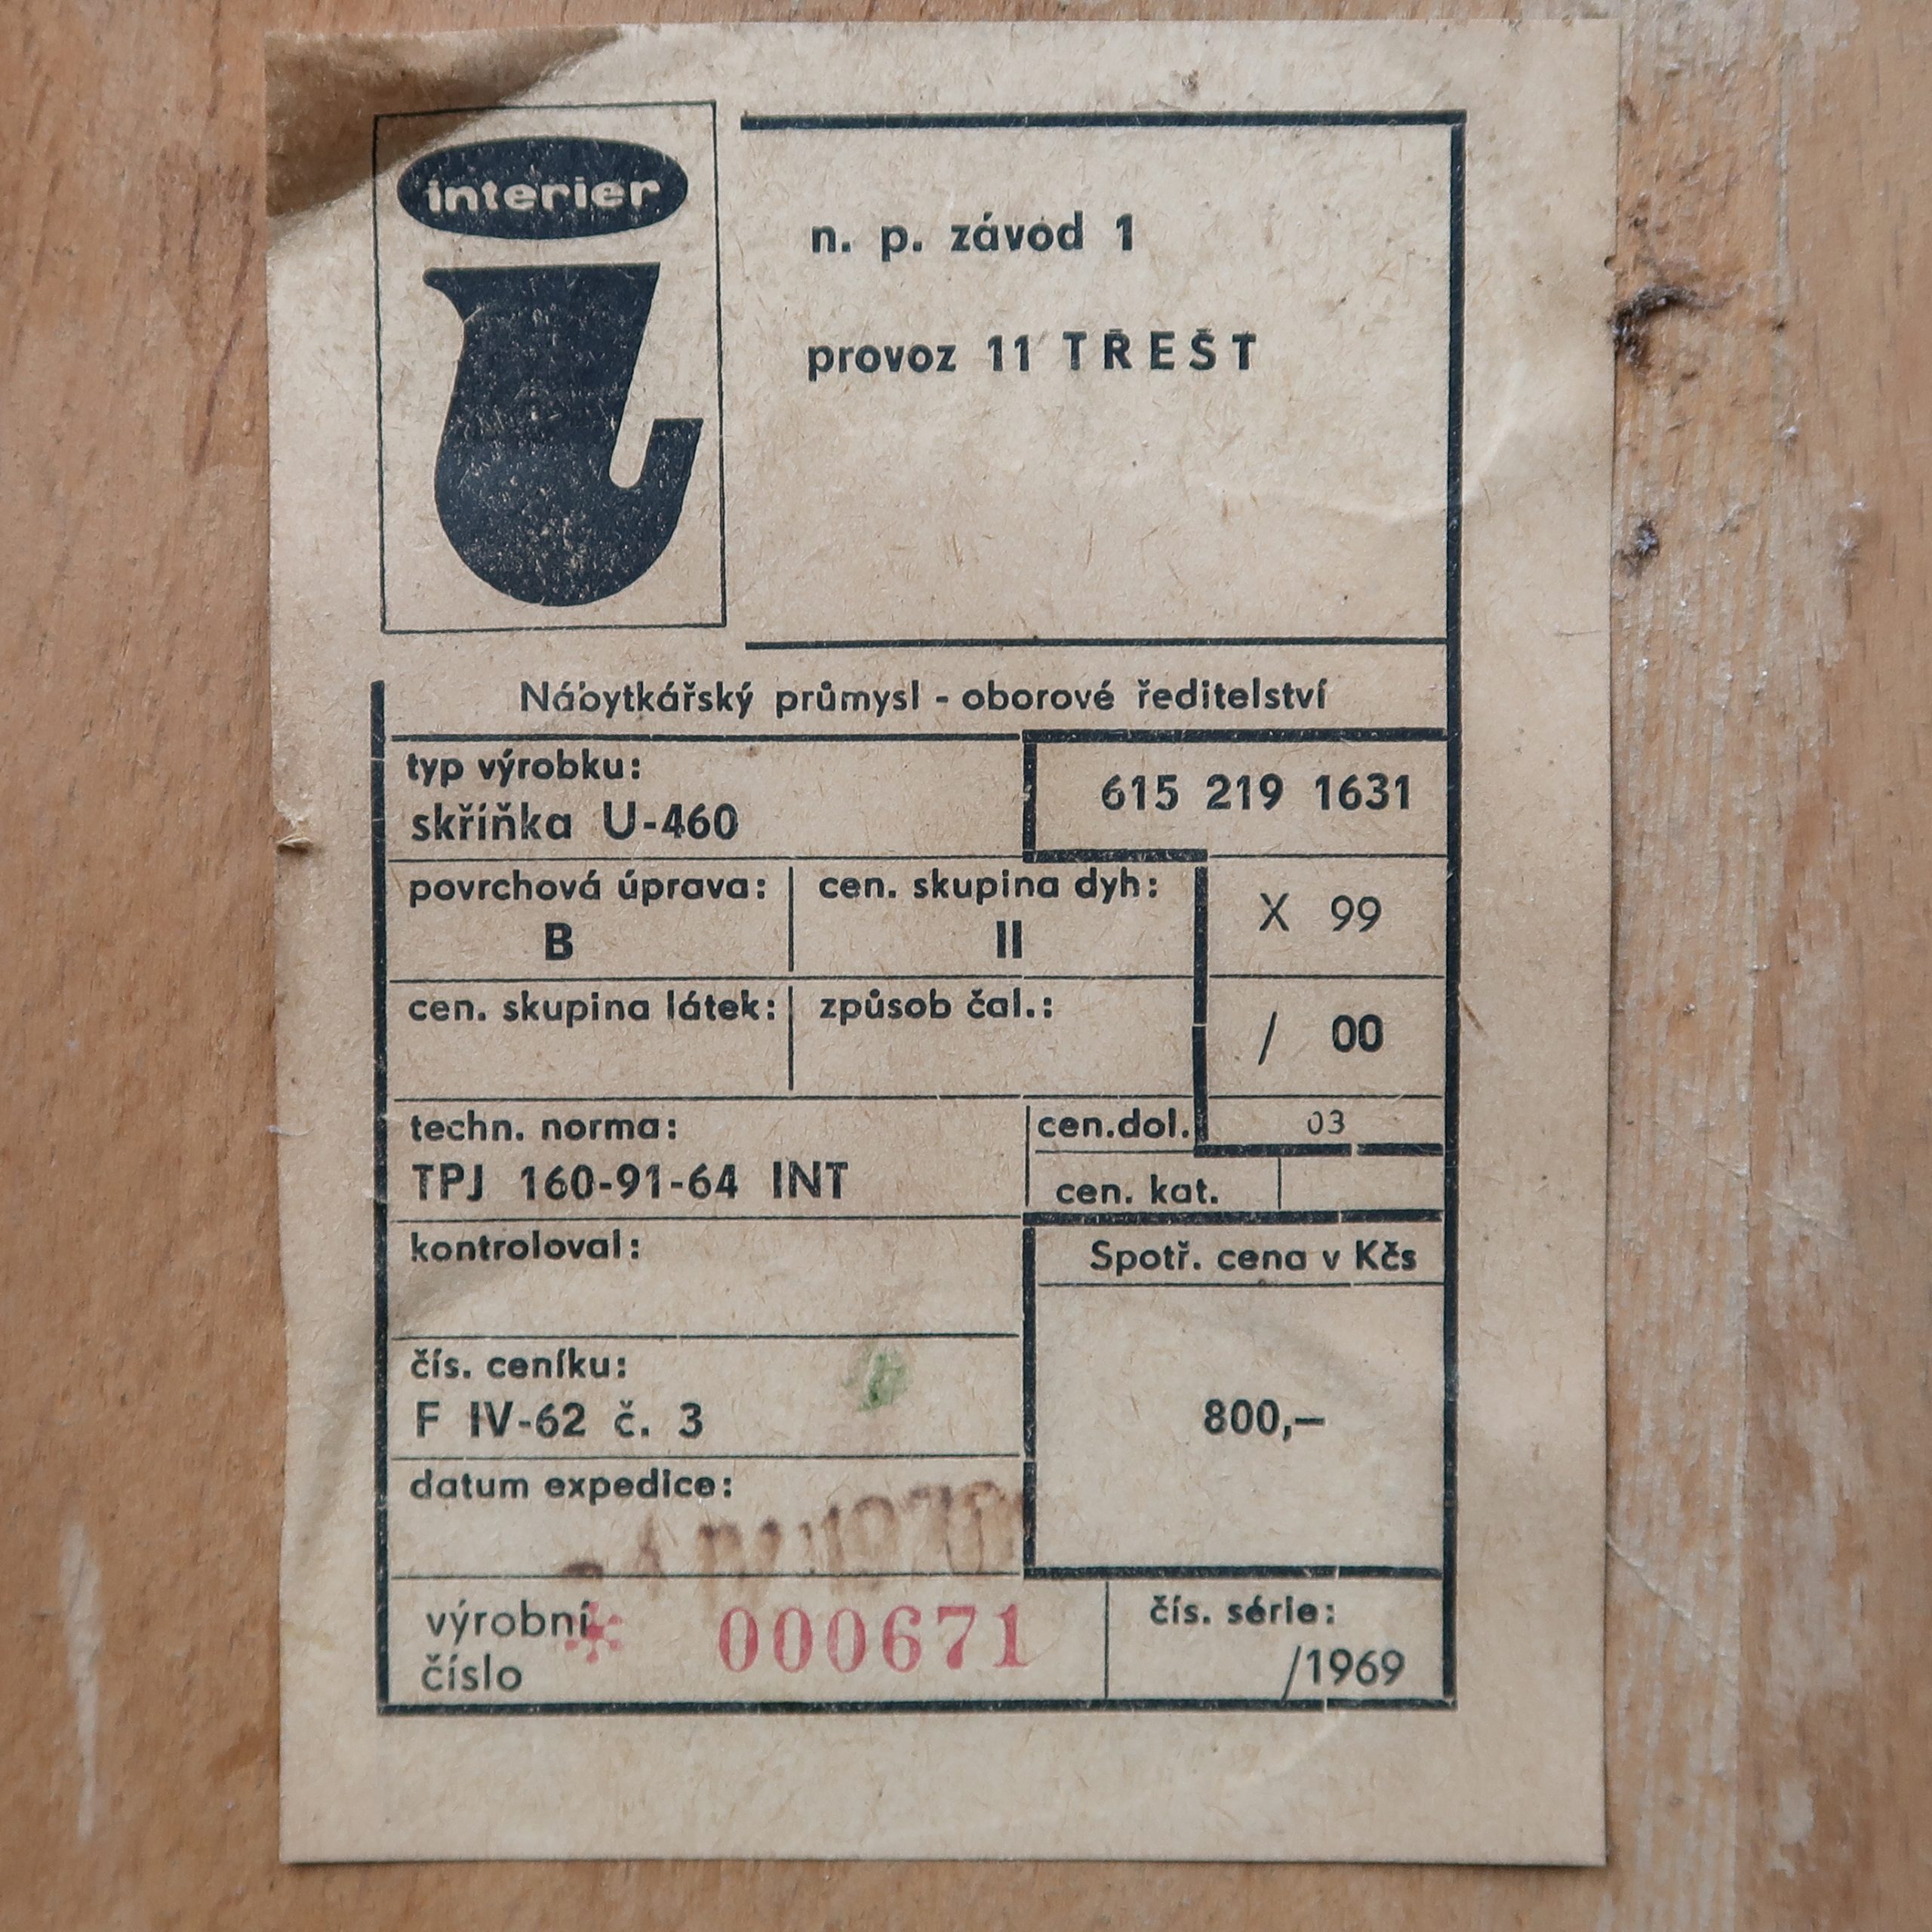 interier
n. p. závod 1
provoz 11 TŘEŠŤ
Nábytkářský průmysl - oborové ředitelství
typ výrobku:
skříňka U-460
615 219 1631
povrchová úprava:
B
cen. skupina dyh:
II
X 99
cen. skupina látek:
způsob čal.:
/ 00
techn. norma:
TPJ 160-91-64 INT
cen.dol.
03
cen. kat.
kontroloval:
Spotř. cena v Kčs
800,—
čís. ceníku:
F IV-62 č. 3
datum expedice:
výrobní
číslo
* 000671
čís. série:
/1969